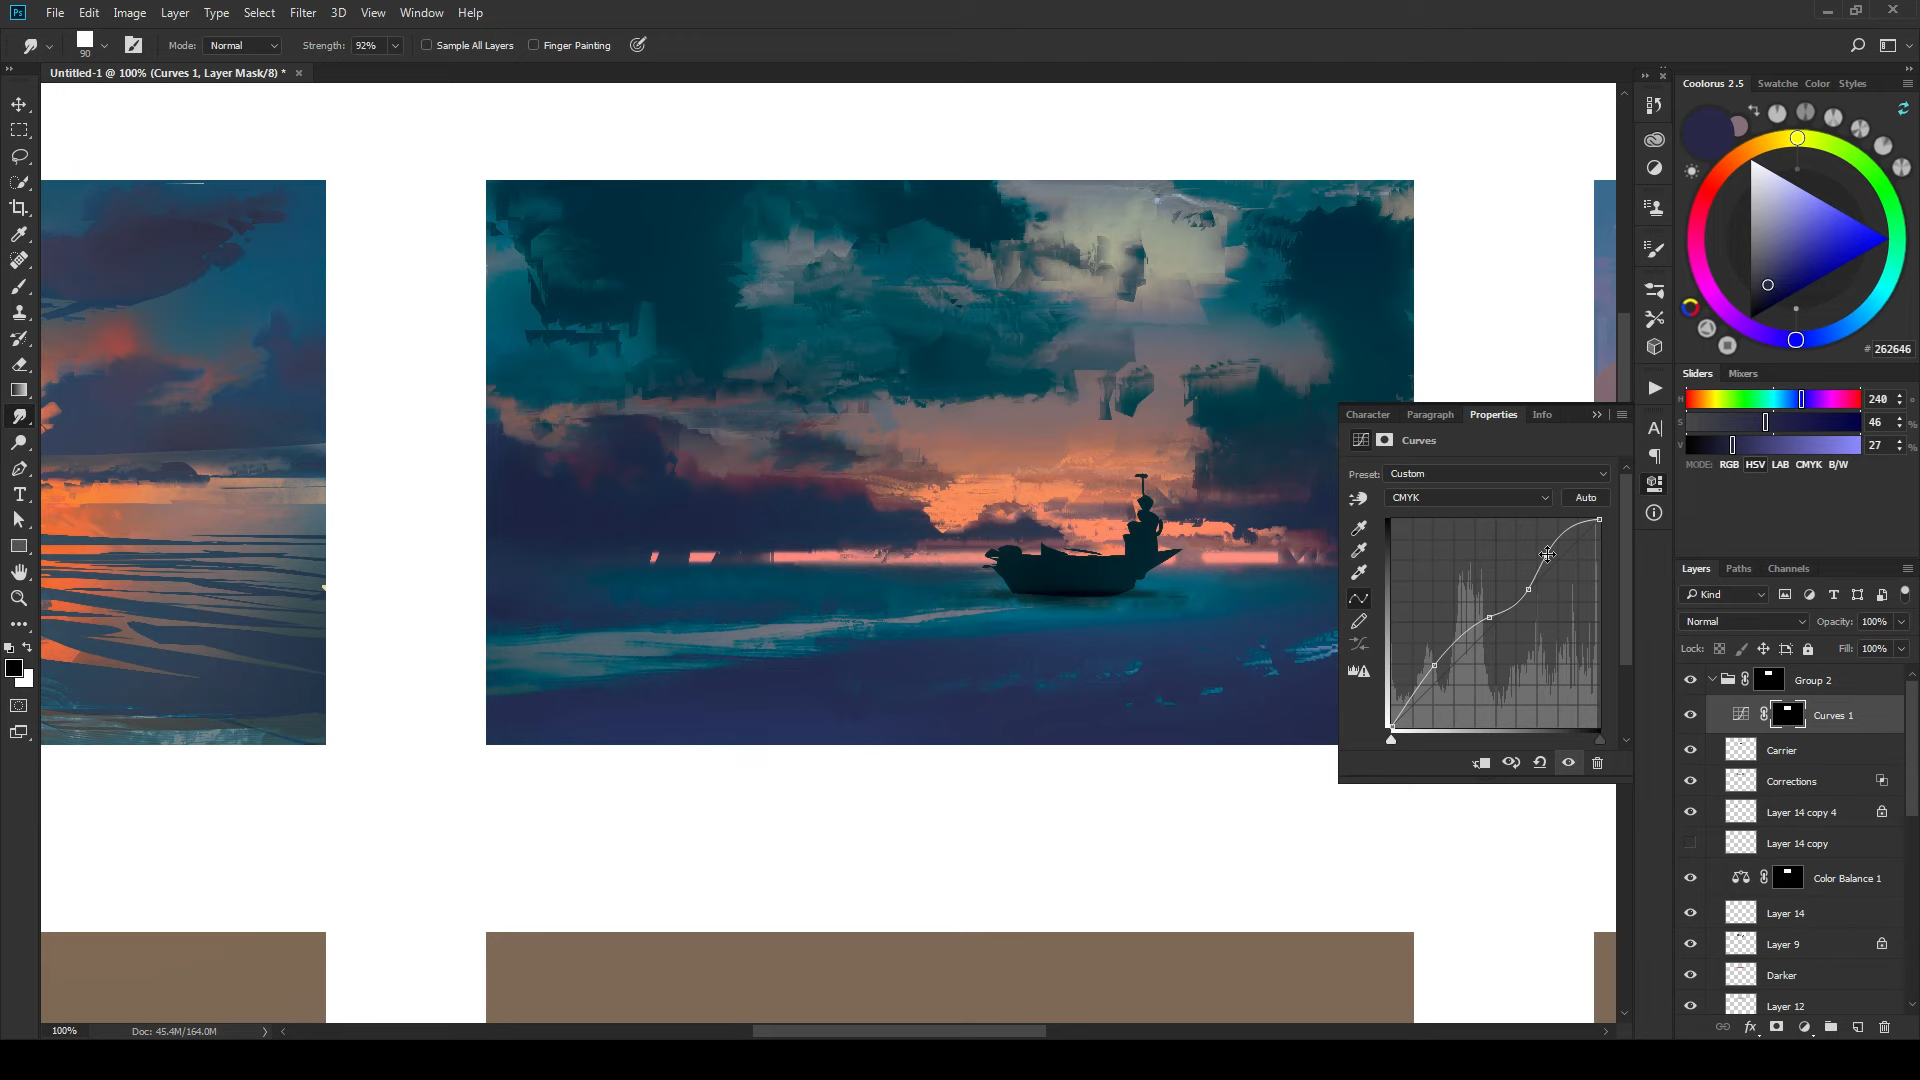 Ps File Edit Image Layer Type Select Filter 3D View Window Help
90 Mode: Normal Strength: 92% Sample All Layers Finger Painting
Untitled-1 @ 100% (Curves 1, Layer Mask/8) * ×
Coolorus 2.5 Swatche Color Styles
# 262646
Sliders Mixers
H 240 °
S 46 %
V 27 %
MODE: RGB HSV LAB CMYK B/W
Character Paragraph Properties Info
Curves
Preset: Custom
CMYK Auto
Layers Paths Channels
Kind
Normal Opacity: 100%
Lock: Fill: 100%
Group 2
Curves 1
Carrier
Corrections
Layer 14 copy 4
Layer 14 copy
Color Balance 1
Layer 14
Layer 9
Darker
Layer 12
100% Doc: 45.4M/164.0M